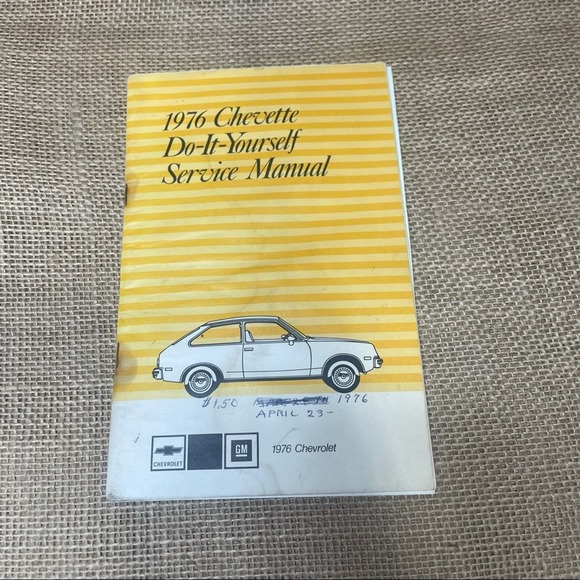 1976 Chevette
Do-It-Yourself
Service Manual
$1.50 1976
APRIL 23-
CHEVROLET
GM
1976 Chevrolet